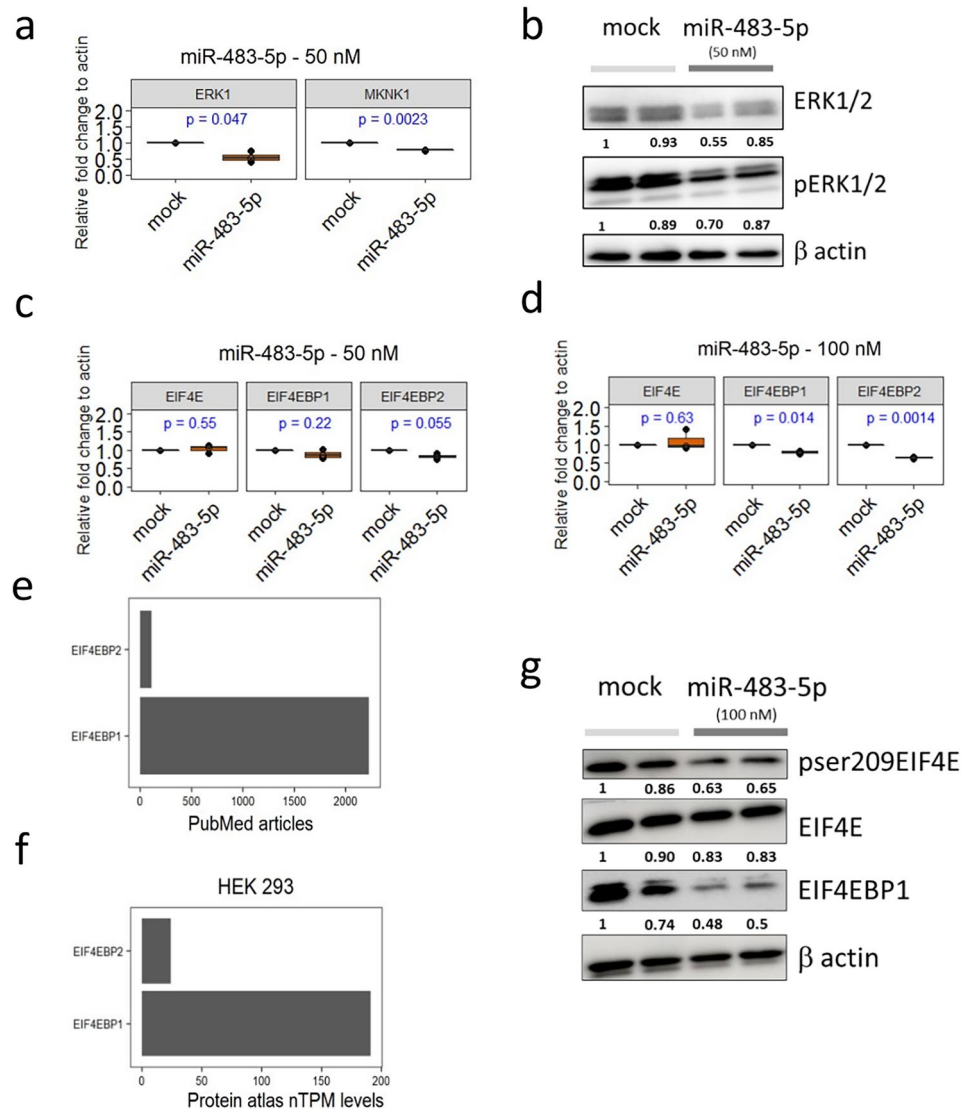 a
miR-483-5p - 50 nM
ERK1 MKNK1
Relative fold change to actin
2.0
1.5
1.0
0.5
0.0
p = 0.047 p = 0.0023
mock miR-483-5p mock miR-483-5p
b
mock miR-483-5p
(50 nM)
ERK1/2
1 0.93 0.55 0.85
pERK1/2
1 0.89 0.70 0.87
β actin
c
miR-483-5p - 50 nM
EIF4E EIF4EBP1 EIF4EBP2
Relative fold change to actin
2.0
1.5
1.0
0.5
0.0
p = 0.55 p = 0.22 p = 0.055
mock miR-483-5p mock miR-483-5p mock miR-483-5p
d
miR-483-5p - 100 nM
EIF4E EIF4EBP1 EIF4EBP2
Relative fold change to actin
2.0
1.5
1.0
0.5
0.0
p = 0.63 p = 0.014 p = 0.0014
mock miR-483-5p mock miR-483-5p mock miR-483-5p
e
EIF4EBP2
EIF4EBP1
0 500 1000 1500 2000
PubMed articles
f
HEK 293
EIF4EBP2
EIF4EBP1
0 50 100 150 200
Protein atlas nTPM levels
g
mock miR-483-5p
(100 nM)
pser209EIF4E
1 0.86 0.63 0.65
EIF4E
1 0.90 0.83 0.83
EIF4EBP1
1 0.74 0.48 0.5
β actin